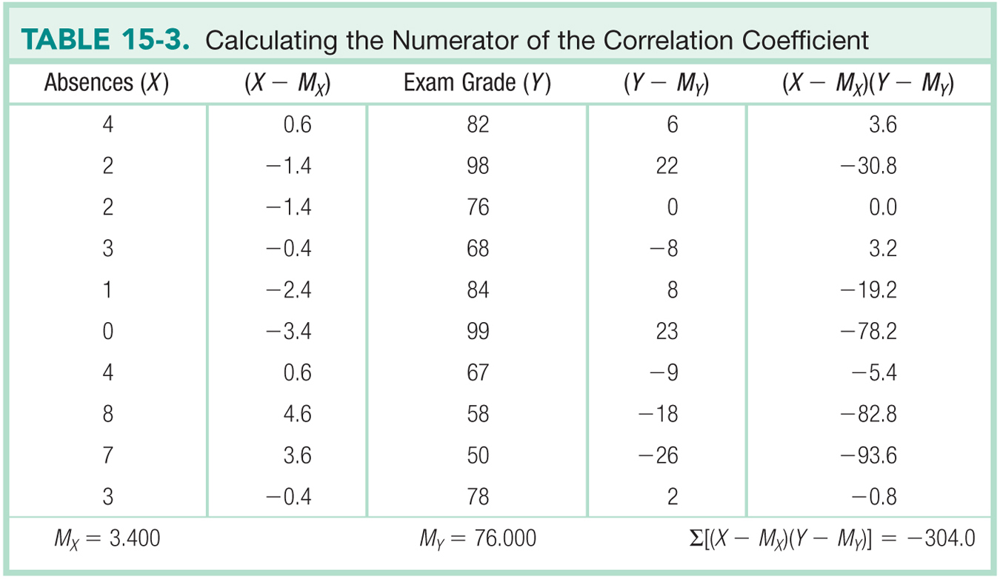 TABLE 15-3. Calculating the Numerator of the Correlation Coefficient
Absences (X) (X − M_X) Exam Grade (Y) (Y − M_Y) (X − M_X)(Y − M_Y)
4 0.6 82 6 3.6
2 −1.4 98 22 −30.8
2 −1.4 76 0 0.0
3 −0.4 68 −8 3.2
1 −2.4 84 8 −19.2
0 −3.4 99 23 −78.2
4 0.6 67 −9 −5.4
8 4.6 58 −18 −82.8
7 3.6 50 −26 −93.6
3 −0.4 78 2 −0.8
M_X = 3.400 M_Y = 76.000 Σ[(X − M_X)(Y − M_Y)] = −304.0